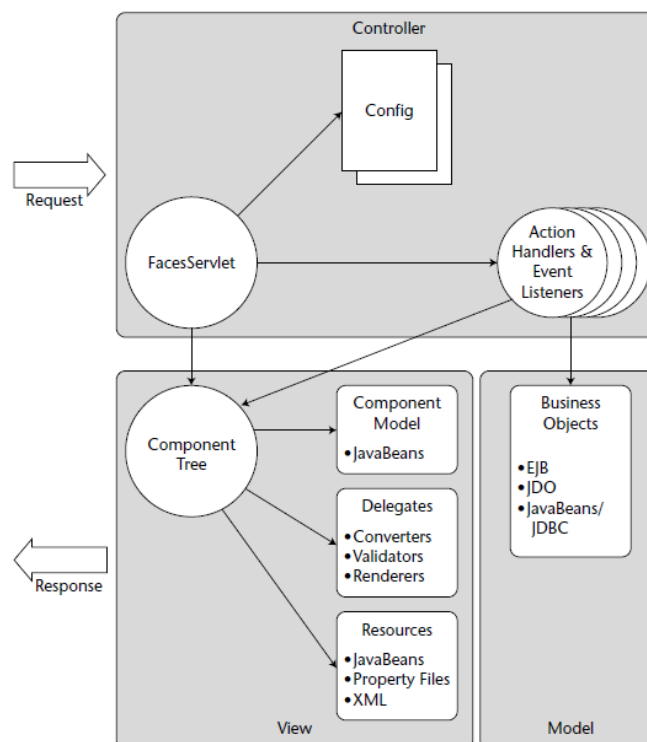 Controller
Config
Request
FacesServlet
Action
Handlers &
Event
Listeners
Component
Tree
Component
Model
•JavaBeans
Delegates
•Converters
•Validators
•Renderers
Resources
•JavaBeans
•Property Files
•XML
Business
Objects
•EJB
•JDO
•JavaBeans/
JDBC
Response
View
Model